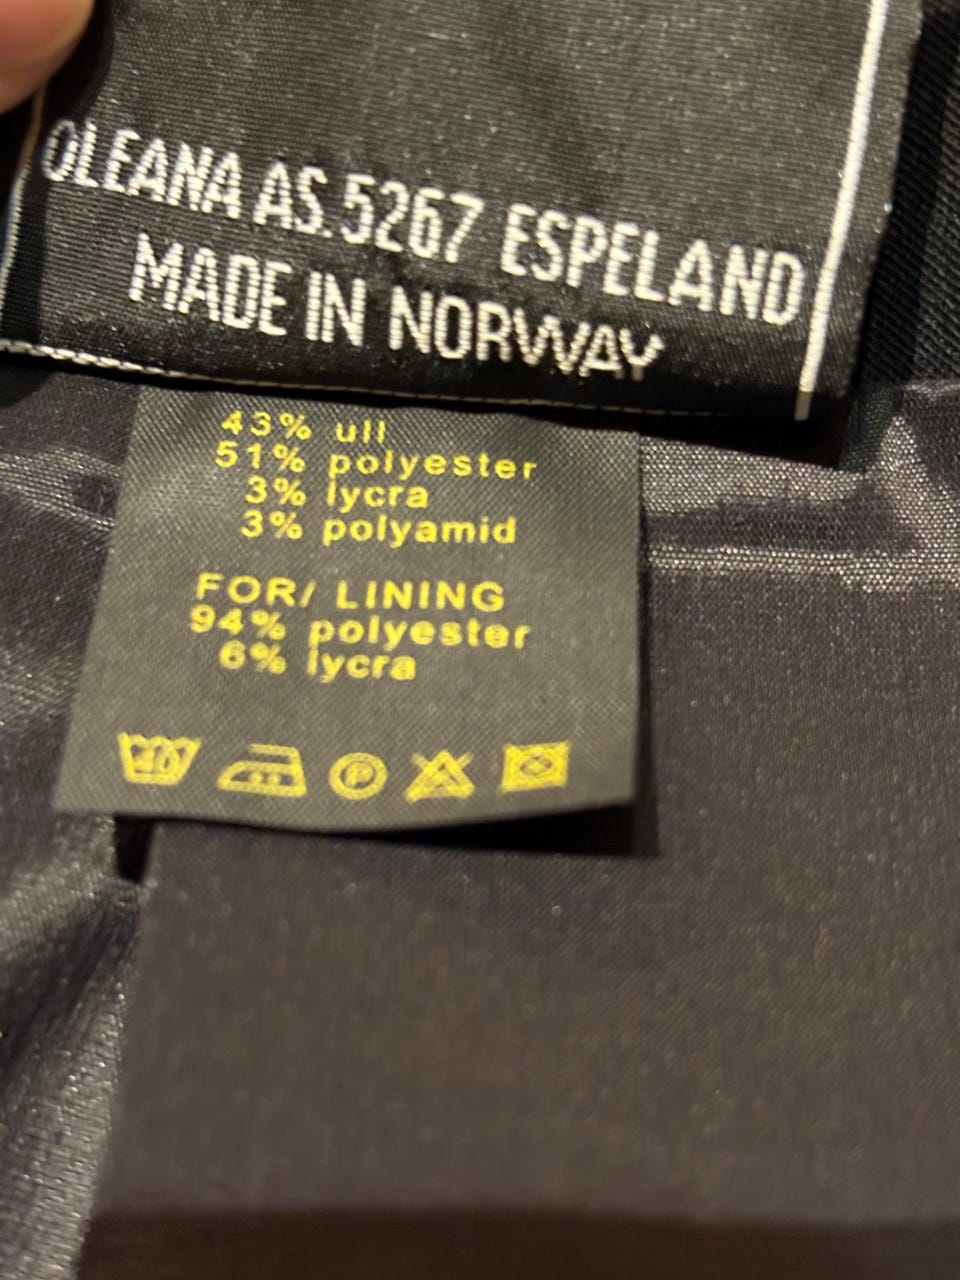 OLEANA AS. 5267 ESPELAND
MADE IN NORWAY
43% ull
51% polyester
3% lycra
3% polyamid
FOR/ LINING
94% polyester
6% lycra
40
P